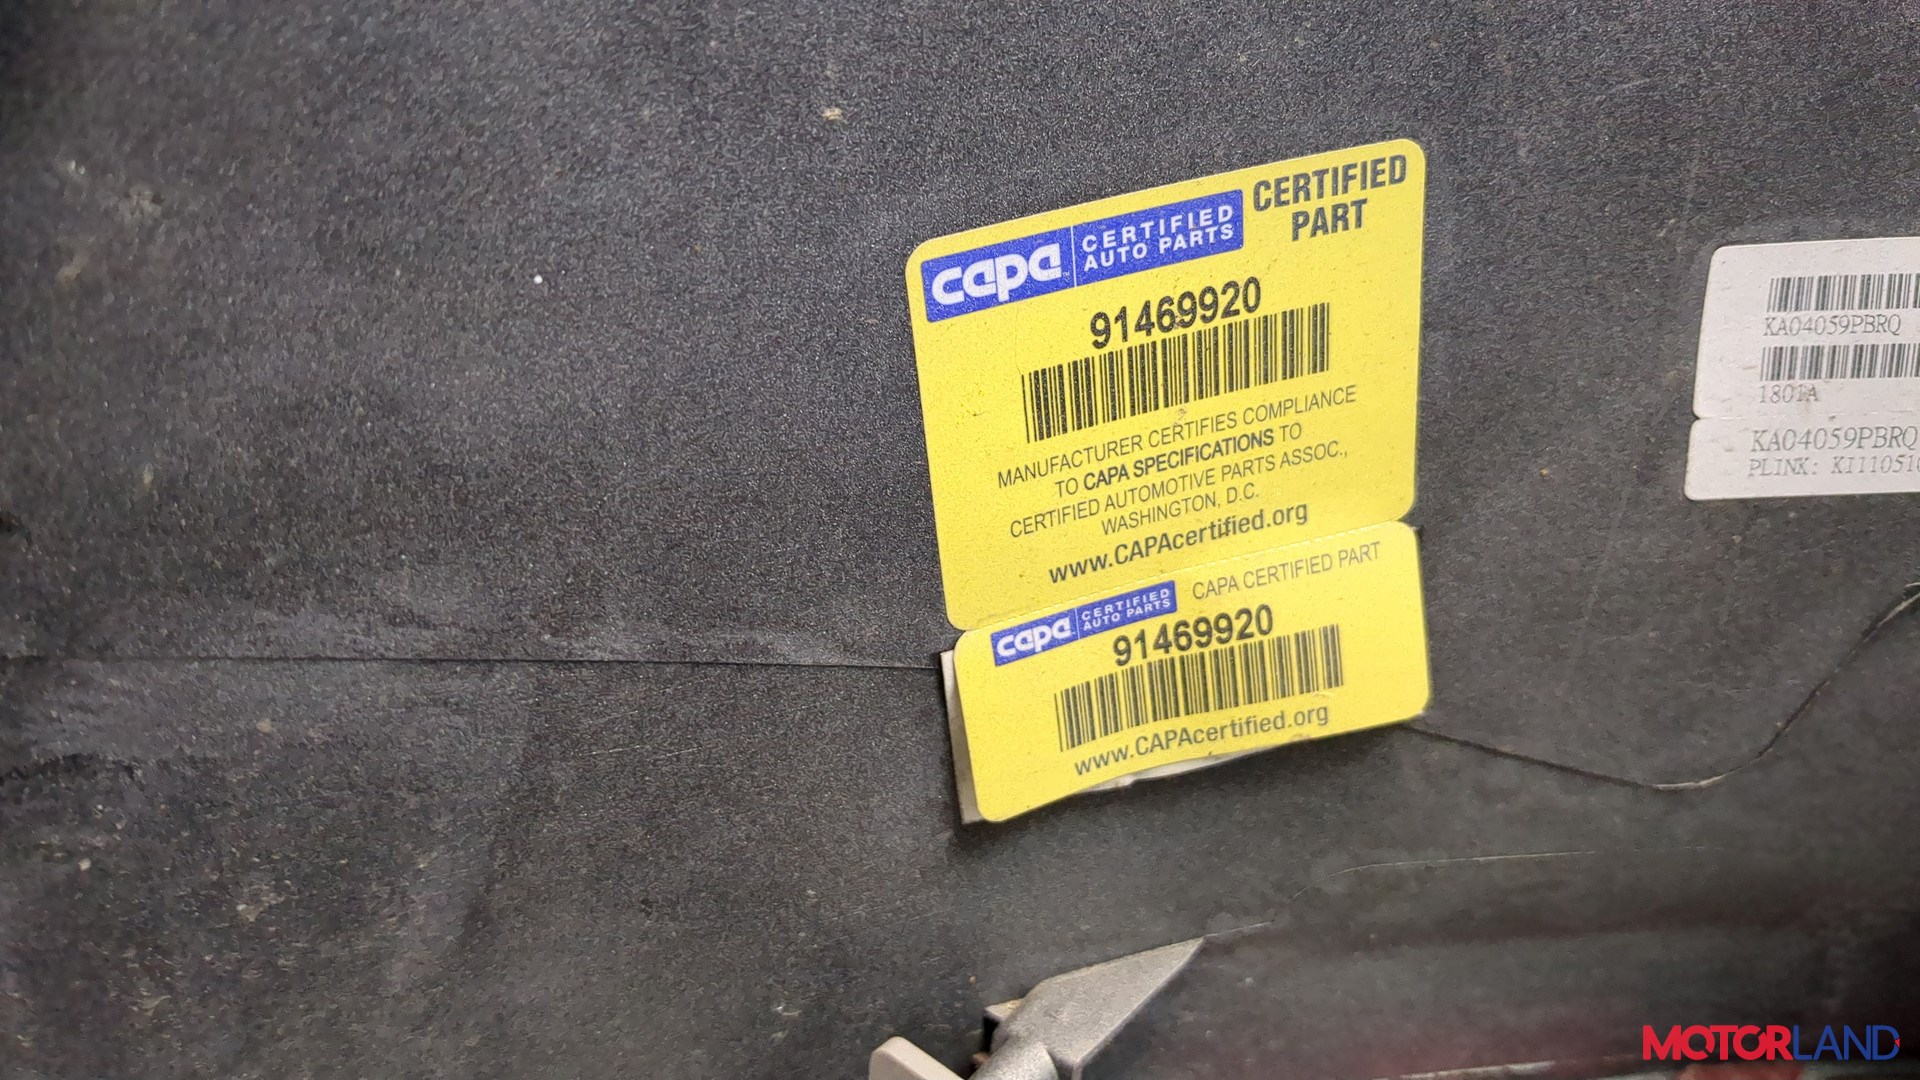 capa CERTIFIED AUTO PARTS
CERTIFIED PART
91469920
MANUFACTURER CERTIFIES COMPLIANCE
TO CAPA SPECIFICATIONS TO
CERTIFIED AUTOMOTIVE PARTS ASSOC.,
WASHINGTON, D.C.
www.CAPAcertified.org
capa CERTIFIED AUTO PARTS
CAPA CERTIFIED PART
91469920
www.CAPAcertified.org
KA04059PBRQ
1801A
KA04059PBRQ
PLINK:
MOTORLAND